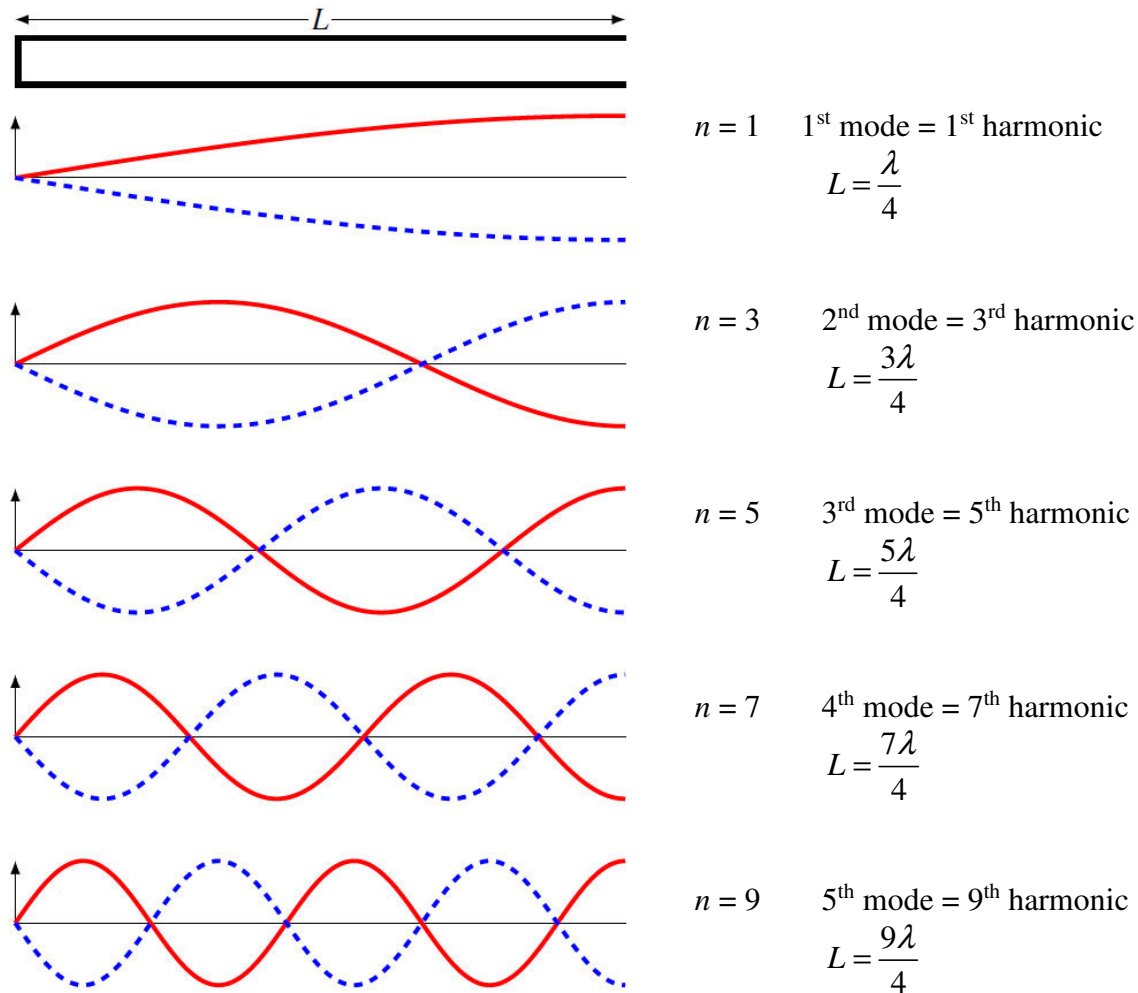 L
n = 1 1st mode = 1st harmonic
L = λ/4
n = 3 2nd mode = 3rd harmonic
L = 3λ/4
n = 5 3rd mode = 5th harmonic
L = 5λ/4
n = 7 4th mode = 7th harmonic
L = 7λ/4
n = 9 5th mode = 9th harmonic
L = 9λ/4